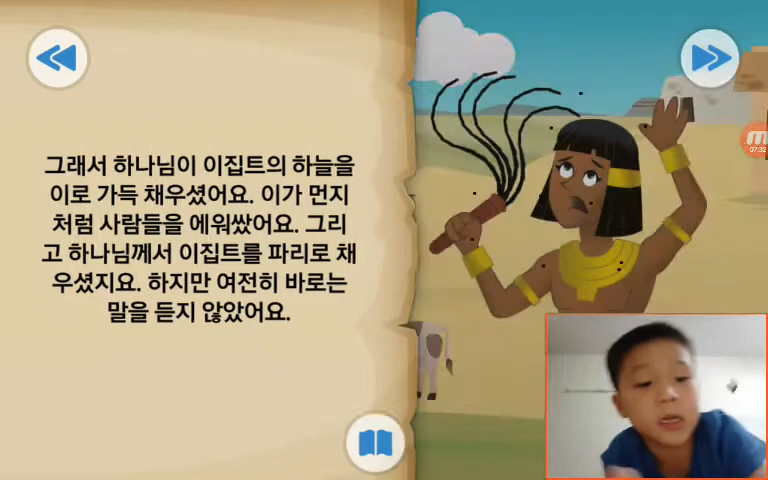 그래서 하나님이 이집트의 하늘을
이로 가득 채우셨어요. 이가 먼지
처럼 사람들을 에워쌌어요. 그리
고 하나님께서 이집트를 파리로 채
우셨지요. 하지만 여전히 바로는
말을 듣지 않았어요.
07:32